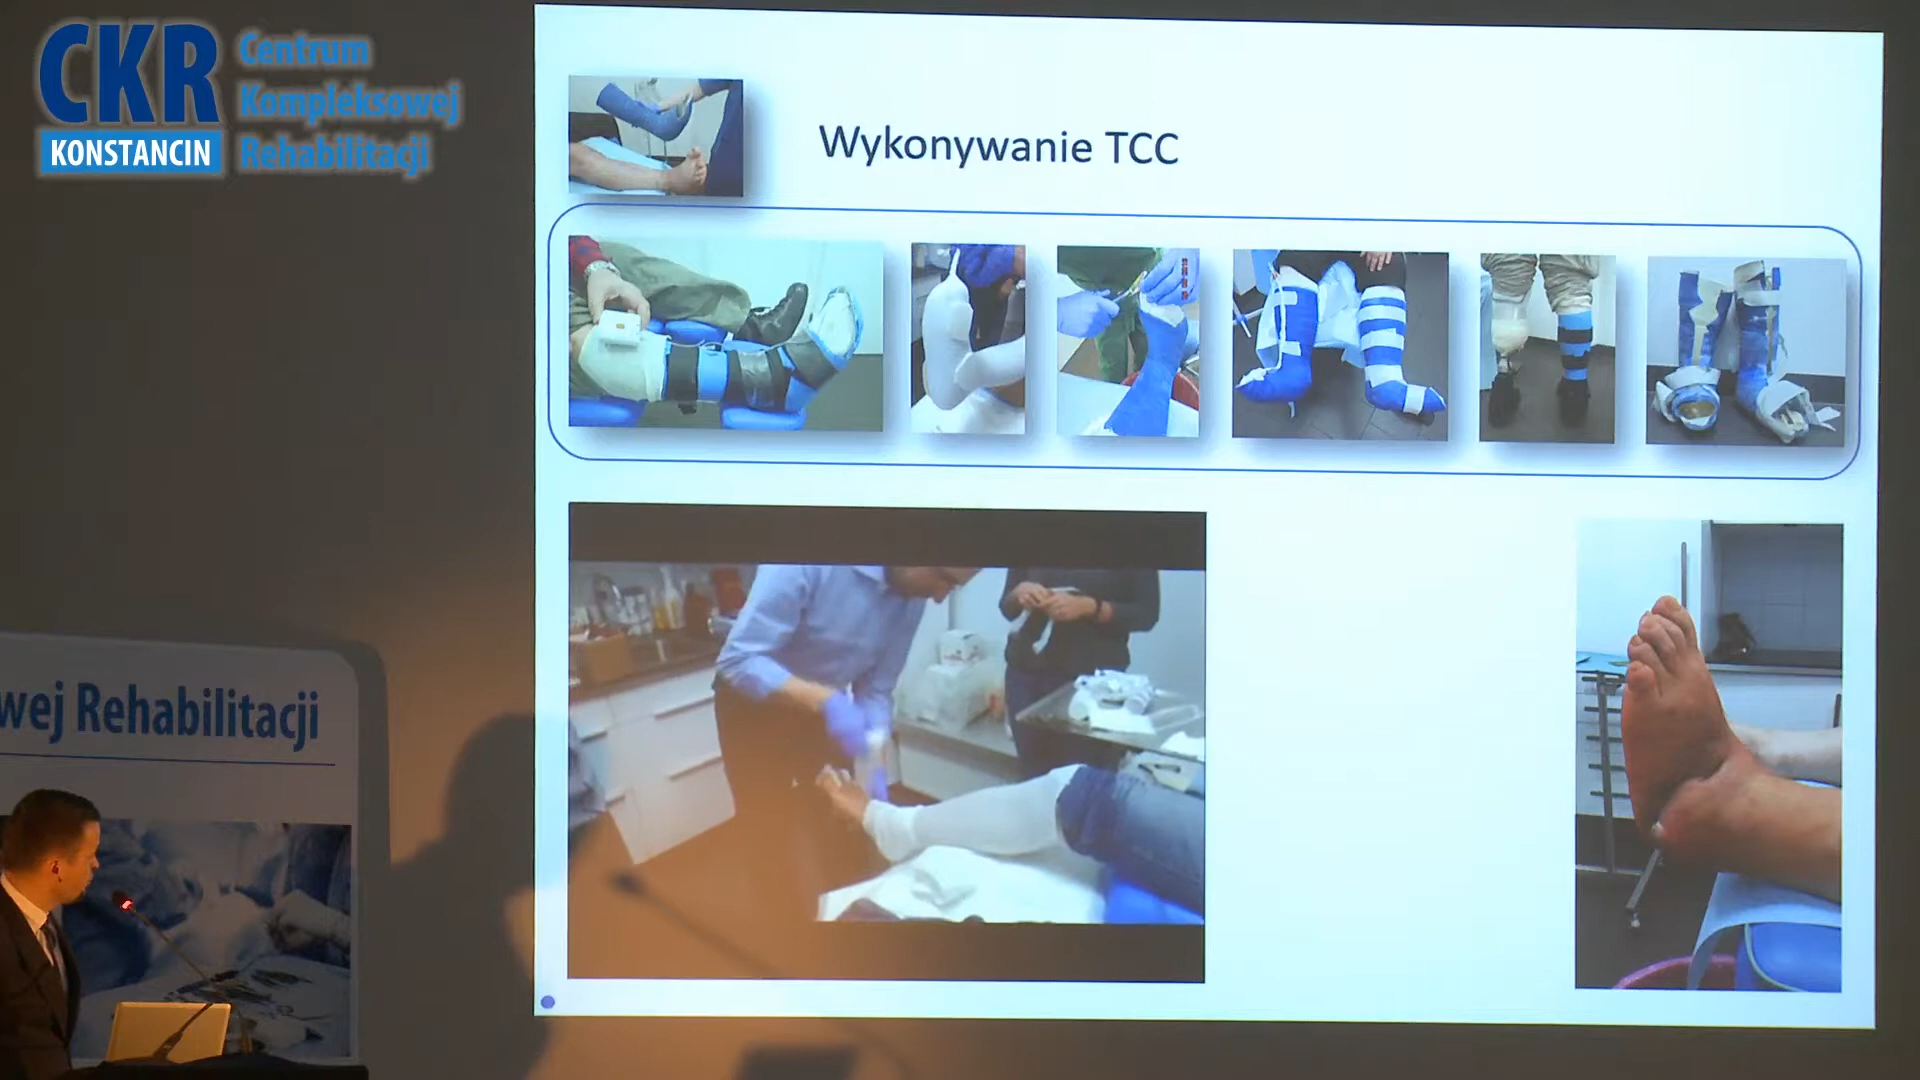 CKR
KONSTANCIN
Centrum
Kompleksowej
Rehabilitacji
Wykonywanie TCC
wej Rehabilitacji